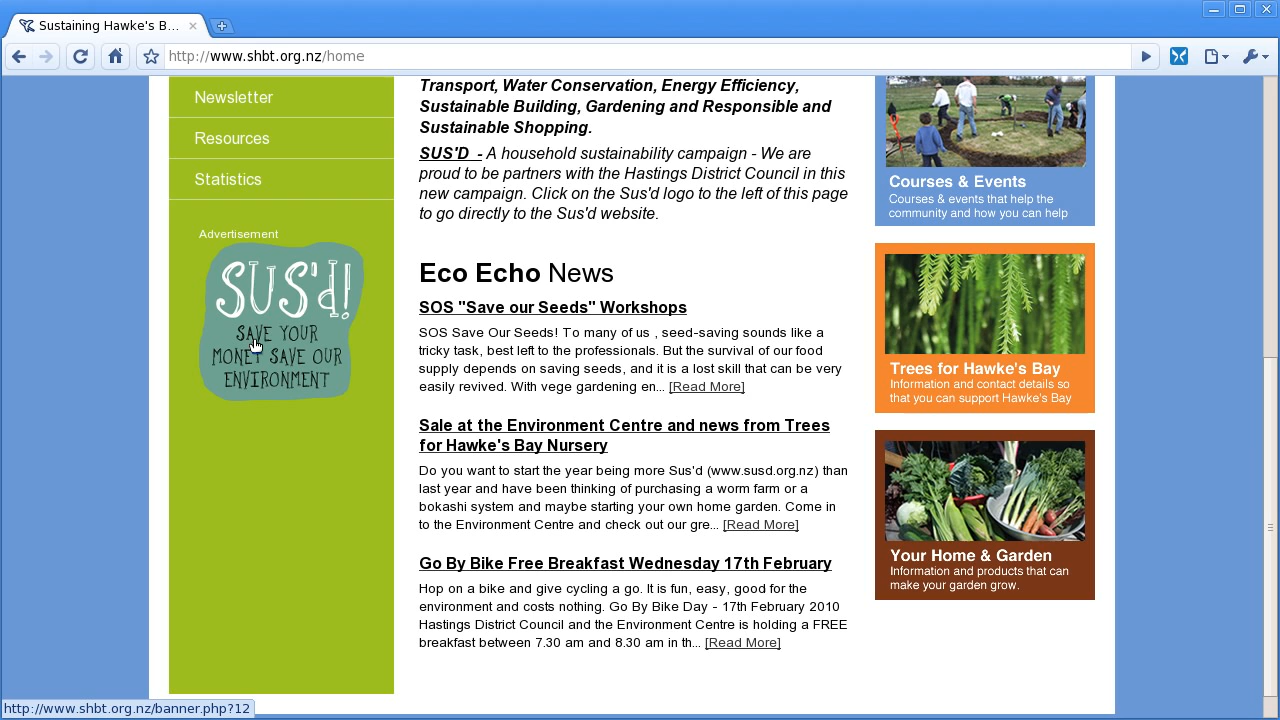 Sustaining Hawke's B...
http://www.shbt.org.nz/home
Newsletter
Resources
Statistics
Advertisement
SUS'd!
SAVE YOUR
MONEY SAVE OUR
ENVIRONMENT
Transport, Water Conservation, Energy Efficiency,
Sustainable Building, Gardening and Responsible and
Sustainable Shopping.
SUS'D - A household sustainability campaign - We are
proud to be partners with the Hastings District Council in this
new campaign. Click on the Sus'd logo to the left of this page
to go directly to the Sus'd website.
Eco Echo News
SOS "Save our Seeds" Workshops
SOS Save Our Seeds! To many of us , seed-saving sounds like a
tricky task, best left to the professionals. But the survival of our food
supply depends on saving seeds, and it is a lost skill that can be very
easily revived. With vege gardening en... [Read More]
Sale at the Environment Centre and news from Trees
for Hawke's Bay Nursery
Do you want to start the year being more Sus'd (www.susd.org.nz) than
last year and have been thinking of purchasing a worm farm or a
bokashi system and maybe starting your own home garden. Come in
to the Environment Centre and check out our gre... [Read More]
Go By Bike Free Breakfast Wednesday 17th February
Hop on a bike and give cycling a go. It is fun, easy, good for the
environment and costs nothing. Go By Bike Day - 17th February 2010
Hastings District Council and the Environment Centre is holding a FREE
breakfast between 7.30 am and 8.30 am in th... [Read More]
Courses & Events
Courses & events that help the
community and how you can help
Trees for Hawke's Bay
Information and contact details so
that you can support Hawke's Bay
Your Home & Garden
Information and products that can
make your garden grow.
http://www.shbt.org.nz/banner.php?12